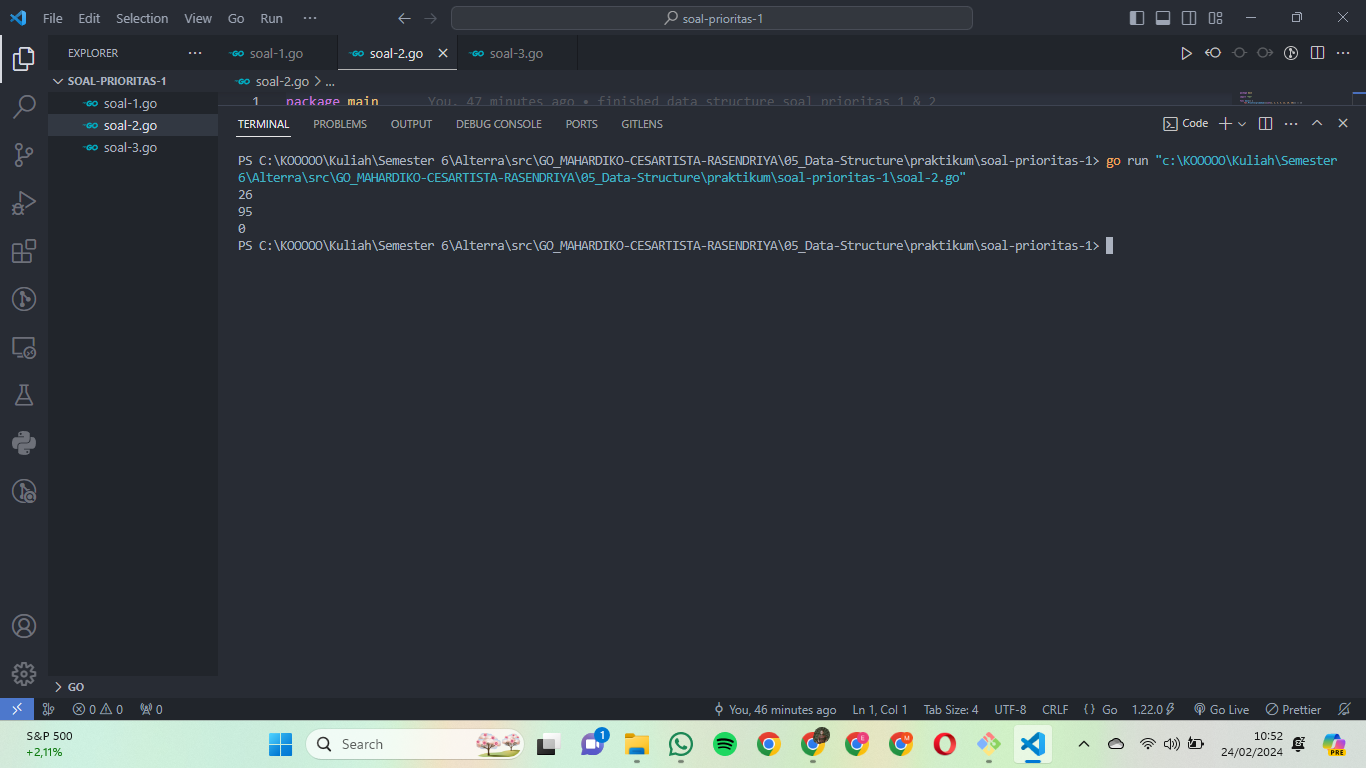 File Edit Selection View Go Run ··· soal-prioritas-1
EXPLORER ···
SOAL-PRIORITAS-1
soal-1.go
soal-2.go
soal-3.go
GO
soal-1.go soal-2.go soal-3.go
soal-2.go > ...
1 package main You, 47 minutes ago • finished data structure soal prioritas 1 & 2
TERMINAL PROBLEMS OUTPUT DEBUG CONSOLE PORTS GITLENS Code
PS C:\KOOOOO\Kuliah\Semester 6\Alterra\src\GO_MAHARDIKO-CESARTISTA-RASENDRIYA\05_Data-Structure\praktikum\soal-prioritas-1> go run "c:\KOOOOO\Kuliah\Semester
6\Alterra\src\GO_MAHARDIKO-CESARTISTA-RASENDRIYA\05_Data-Structure\praktikum\soal-prioritas-1\soal-2.go"
26
95
0
PS C:\KOOOOO\Kuliah\Semester 6\Alterra\src\GO_MAHARDIKO-CESARTISTA-RASENDRIYA\05_Data-Structure\praktikum\soal-prioritas-1>
0 0 0 You, 46 minutes ago Ln 1, Col 1 Tab Size: 4 UTF-8 CRLF {} Go 1.22.0 Go Live Prettier
S&P 500
+2,11%
Search
1
E
M
10:52
24/02/2024
PRE